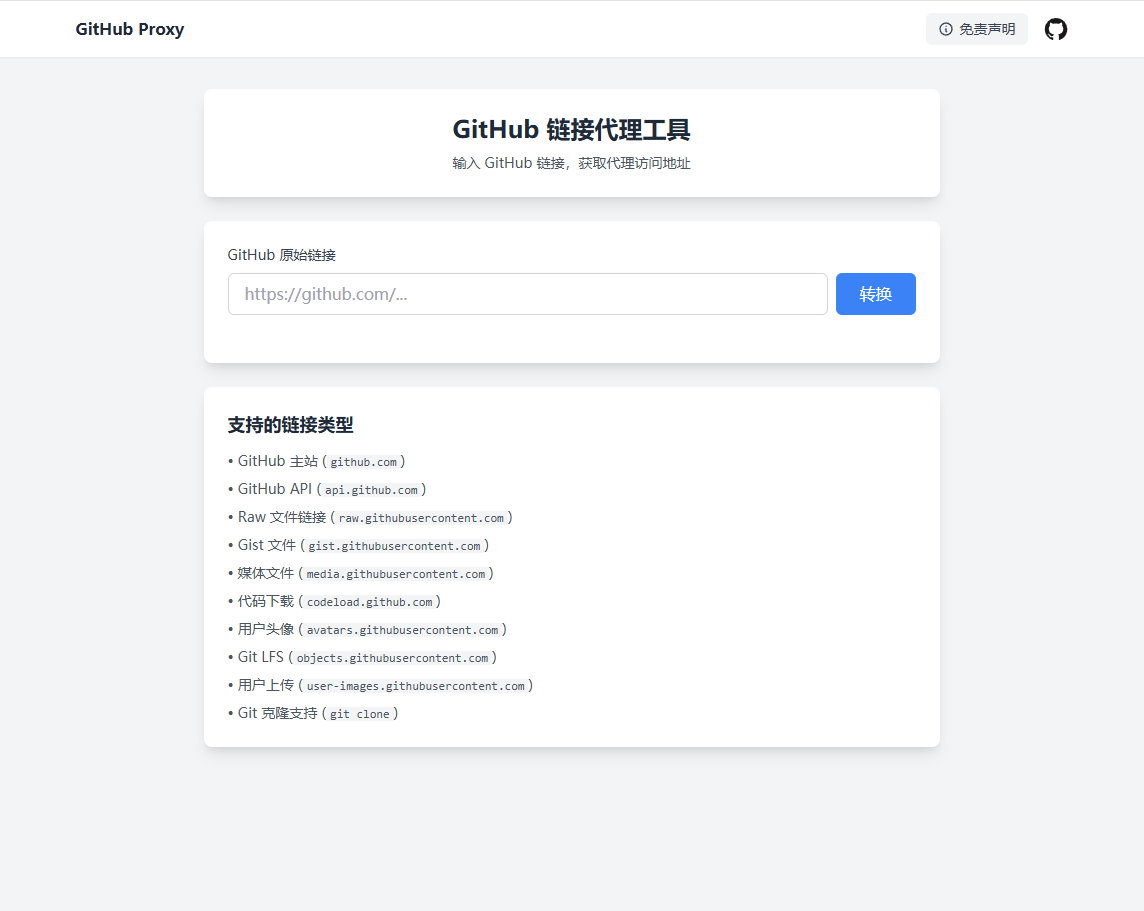 GitHub Proxy
免责声明
GitHub 链接代理工具
输入 GitHub 链接，获取代理访问地址
GitHub 原始链接
https://github.com/...
转换
支持的链接类型
• GitHub 主站 ( github.com )
• GitHub API ( api.github.com )
• Raw 文件链接 ( raw.githubusercontent.com )
• Gist 文件 ( gist.githubusercontent.com )
• 媒体文件 ( media.githubusercontent.com )
• 代码下载 ( codeload.github.com )
• 用户头像 ( avatars.githubusercontent.com )
• Git LFS ( objects.githubusercontent.com )
• 用户上传 ( user-images.githubusercontent.com )
• Git 克隆支持 ( git clone )